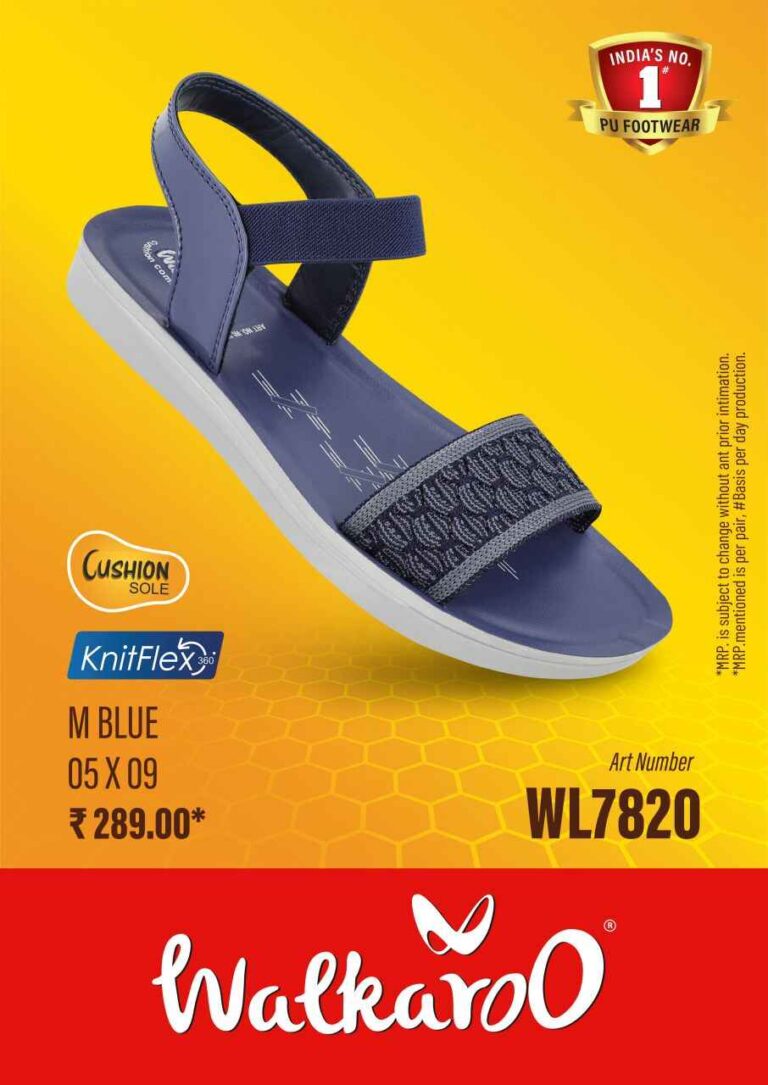 INDIA'S NO.
1#
PU FOOTWEAR
*MRP. is subject to change without ant prior intimation.
*MRP.mentioned is per pair, #Basis per day production.
CUSHION
SOLE
KnitFlex 360°
M BLUE
05 X 09
₹ 289.00*
Art Number
WL7820
Walkaroo®